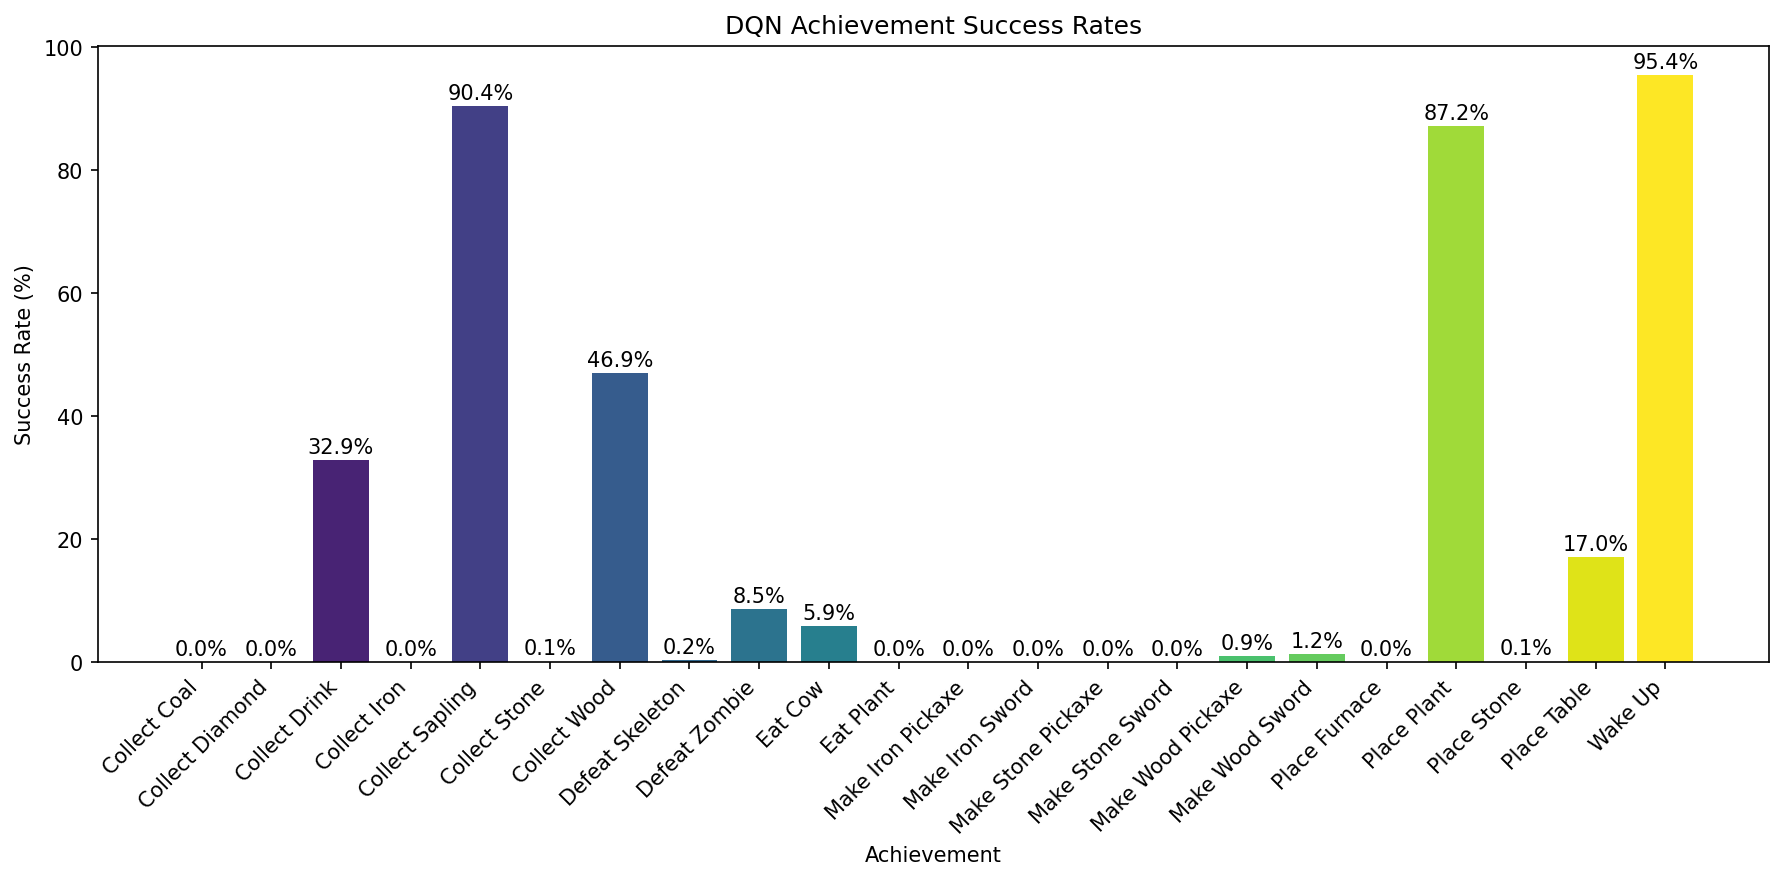 DQN Achievement Success Rates
Success Rate (%)
100
80
60
40
20
0
0.0%
0.0%
32.9%
0.0%
90.4%
0.1%
46.9%
0.2%
8.5%
5.9%
0.0%
0.0%
0.0%
0.0%
0.0%
0.9%
1.2%
0.0%
87.2%
0.1%
17.0%
95.4%
Collect Coal
Collect Diamond
Collect Drink
Collect Iron
Collect Sapling
Collect Stone
Collect Wood
Defeat Skeleton
Defeat Zombie
Eat Cow
Eat Plant
Make Iron Pickaxe
Make Iron Sword
Make Stone Pickaxe
Make Stone Sword
Make Wood Pickaxe
Make Wood Sword
Place Furnace
Place Plant
Place Stone
Place Table
Wake Up
Achievement